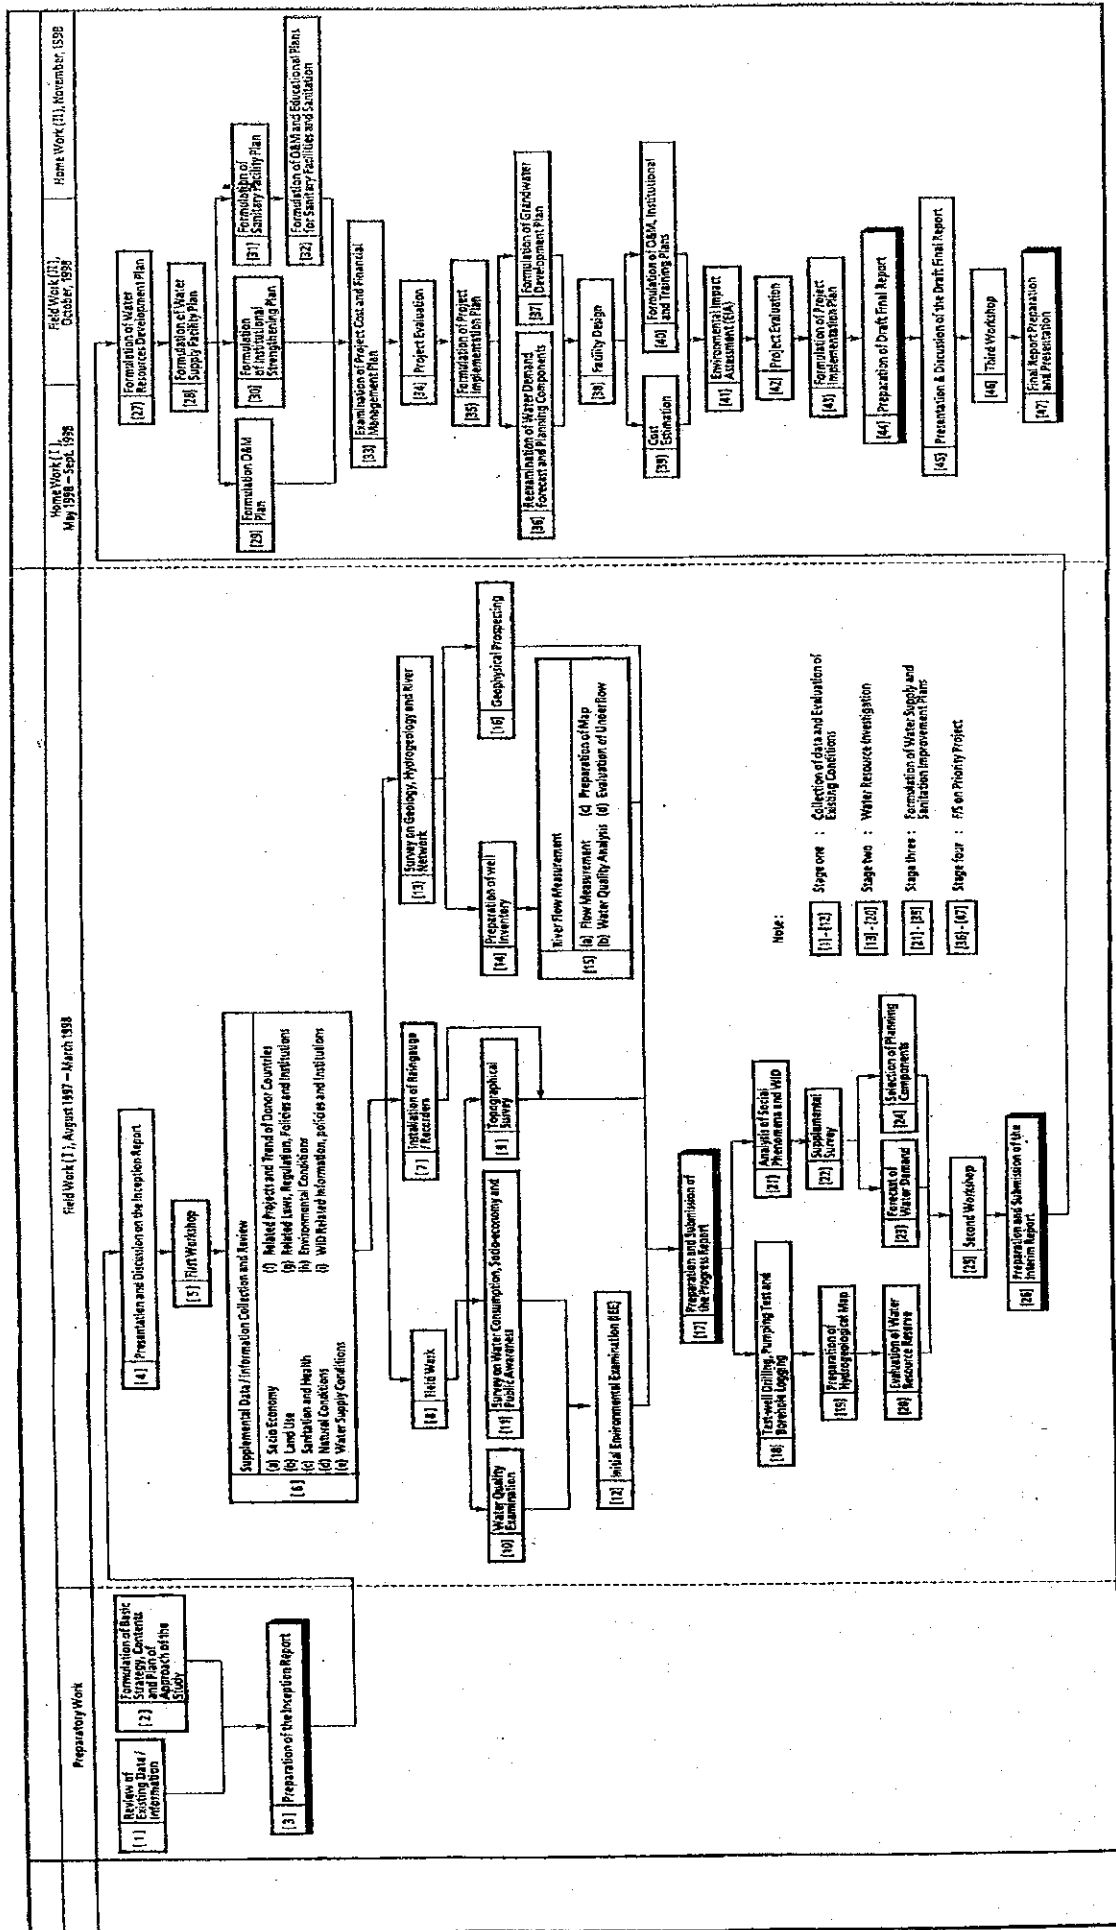 Preparatory Work
Field Work ( I ), August 1997 – March 1998
Home Work ( I ),
May 1998 – Sept. 1998
Field Work (II),
October, 1998
Home Work (II), November, 1998
[1] Review of
Existing Data /
Information
[2] Formulation of Basic
Strategy, Contents
and Plan of
Approach of the
Study
[3] Preparation of the Inception Report
[4] Presentation and Discussion on the Inception Report
[5] First Workshop
[6] Supplemental Data / Information Collection and Review
(a) Socio Economy
(b) Land Use
(c) Sanitation and Health
(d) Natural Conditions
(e) Water Supply Conditions
(f) Related Projects and Trend of Donor Countries
(g) Related Laws, Regulation, Policies and Institutions
(h) Environmental Conditions
(i) WID Related Information, policies and Institutions
[7] Installation of Raingauge
/ Recorders
[8] Field Work
[9] Topographical
Survey
[10] Water Quality
Examination
[11] Survey on Water Consumption, Socio-economy and
Public Awareness
[12] Initial Environmental Examination (IEE)
[13] Survey on Geology, Hydrogeology and River
Network
[14] Preparation of well
Inventory
[15] River Flow Measurement
(a) Flow Measurement
(b) Water Quality Analysis
(c) Preparation of Map
(d) Evaluation of Underflow
[16] Geophysical Prospecting
[17] Preparation and Submission of
the Progress Report
[18] Test-well Drilling, Pumping Test and
Borehole Logging
[19] Preparation of
Hydrogeological Map
[20] Evaluation of Water
Resource Reserve
[21] Analysis of Social
Phenomena and WID
[22] Supplemental
Survey
[23] Forecast of
Water Demand
[24] Selection of Planning
Components
[25] Second Workshop
[26] Preparation and Submission of the
Interim Report
Note :
[1] - [12] Stage one : Collection of data and Evaluation of
Existing Conditions
[13] - [20] Stage two : Water Resource Investigation
[21] - [35] Stage three : Formulation of Water Supply and
Sanitation Improvement Plans
[36] - [47] Stage four : F/S on Priority Project
[27] Formulation of Water
Resources Development Plan
[28] Formulation of Water
Supply Facility Plan
[29] Formulation O&M
Plan
[30] Formulation
of Institutional
Strengthening Plan
[31] Formulation of
Sanitary Facility Plan
[32] Formulation of O&M and Educational Plans
for Sanitary Facilities and Sanitation
[33] Examination of Project Cost and Financial
Management Plan
[34] Project Evaluation
[35] Formulation of Project
Implementation Plan
[36] Reexamination of Water Demand
Forecast and Planning Components
[37] Formulation of Grandwater
Development Plan
[38] Facility Design
[39] Cost
Estimation
[40] Formulation of O&M, Institutional
and Training Plans
[41] Environmental Impact
Assessment (EIA)
[42] Project Evaluation
[43] Formulation of Project
Implementation Plan
[44] Preparation of Draft Final Report
[45] Presentation & Discussion of the Draft Final Report
[46] Third Workshop
[47] Final Report Preparation
and Presentation